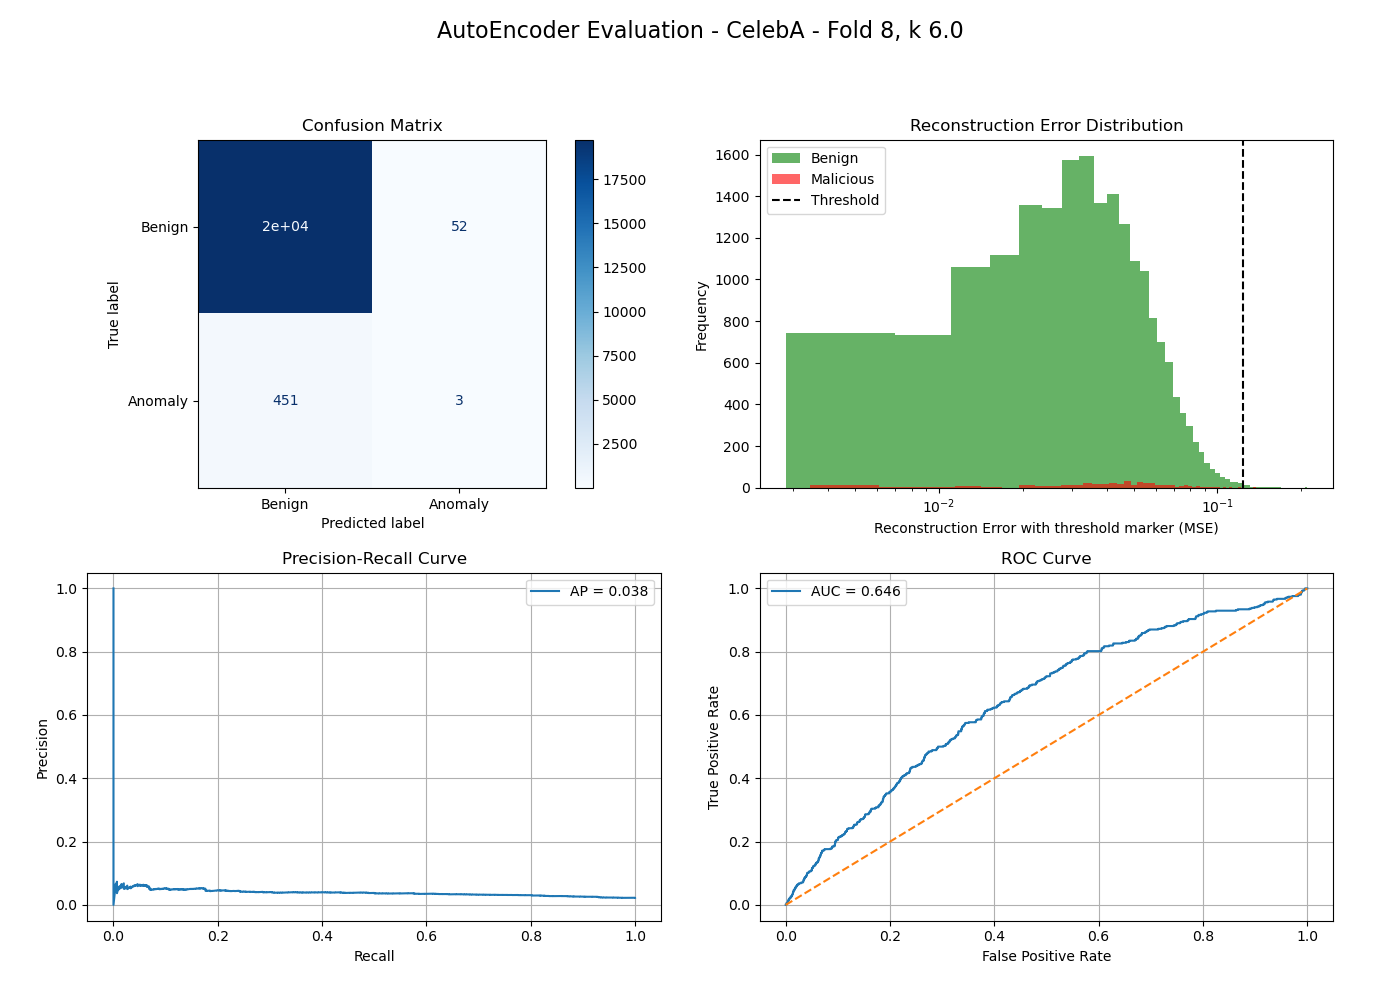 AutoEncoder Evaluation - CelebA - Fold 8, k 6.0
Confusion Matrix
True label
Benign
Anomaly
2e+04
52
451
3
Benign
Anomaly
Predicted label
17500
15000
12500
10000
7500
5000
2500
Reconstruction Error Distribution
Frequency
1600
1400
1200
1000
800
600
400
200
0
Benign
Malicious
Threshold
10⁻²
10⁻¹
Reconstruction Error with threshold marker (MSE)
Precision-Recall Curve
Precision
1.0
0.8
0.6
0.4
0.2
0.0
AP = 0.038
0.0
0.2
0.4
0.6
0.8
1.0
Recall
ROC Curve
True Positive Rate
1.0
0.8
0.6
0.4
0.2
0.0
AUC = 0.646
0.0
0.2
0.4
0.6
0.8
1.0
False Positive Rate